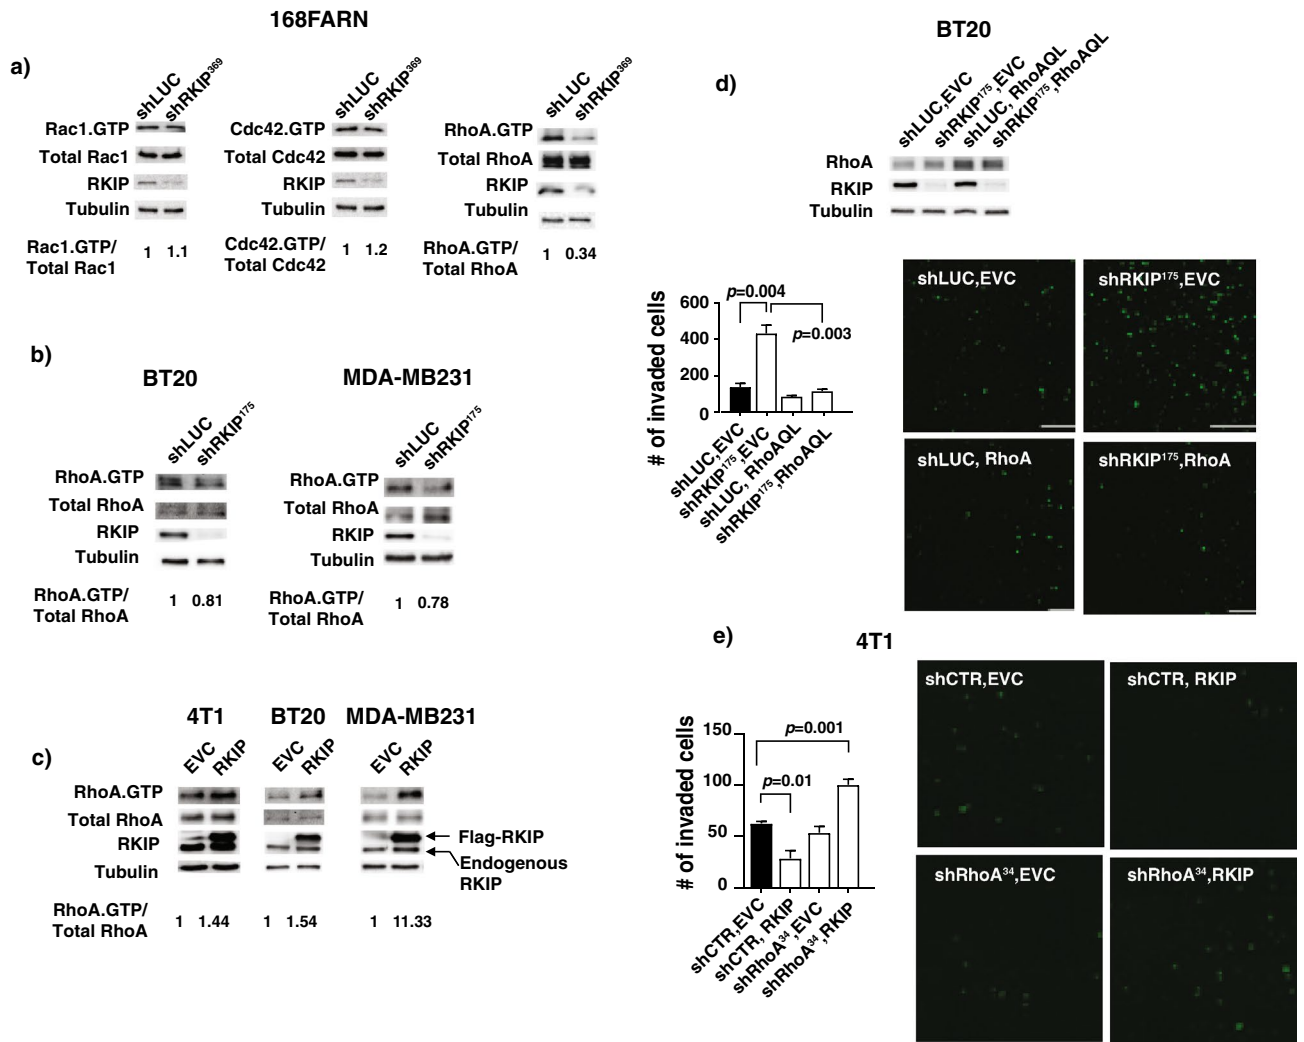 168FARN
a)
shLUC
shRKIP³⁶⁹
Rac1.GTP
Total Rac1
RKIP
Tubulin
Rac1.GTP/
Total Rac1
1 1.1
shLUC
shRKIP³⁶⁹
Cdc42.GTP
Total Cdc42
RKIP
Tubulin
Cdc42.GTP/
Total Cdc42
1 1.2
shLUC
shRKIP³⁶⁹
RhoA.GTP
Total RhoA
RKIP
Tubulin
RhoA.GTP/
Total RhoA
1 0.34
b)
BT20
shLUC
shRKIP¹⁷⁵
RhoA.GTP
Total RhoA
RKIP
Tubulin
RhoA.GTP/
Total RhoA
1 0.81
MDA-MB231
shLUC
shRKIP¹⁷⁵
RhoA.GTP
Total RhoA
RKIP
Tubulin
RhoA.GTP/
Total RhoA
1 0.78
c)
4T1 BT20 MDA-MB231
EVC
RKIP
EVC
RKIP
EVC
RKIP
RhoA.GTP
Total RhoA
RKIP
Tubulin
Flag-RKIP
Endogenous
RKIP
RhoA.GTP/
Total RhoA
1 1.44 1 1.54 1 11.33
BT20
d)
shLUC,EVC
shRKIP¹⁷⁵,EVC
shLUC, RhoAQL
shRKIP¹⁷⁵,RhoAQL
RhoA
RKIP
Tubulin
# of invaded cells
600
400
200
0
p=0.004
p=0.003
shLUC,EVC
shRKIP¹⁷⁵,EVC
shLUC, RhoAQL
shRKIP¹⁷⁵,RhoAQL
shLUC,EVC
shRKIP¹⁷⁵,EVC
shLUC, RhoA
shRKIP¹⁷⁵,RhoA
e)
4T1
# of invaded cells
150
100
50
0
p=0.001
p=0.01
shCTR,EVC
shCTR, RKIP
shRhoA³⁴,EVC
shRhoA³⁴,RKIP
shCTR,EVC
shCTR, RKIP
shRhoA³⁴,EVC
shRhoA³⁴,RKIP